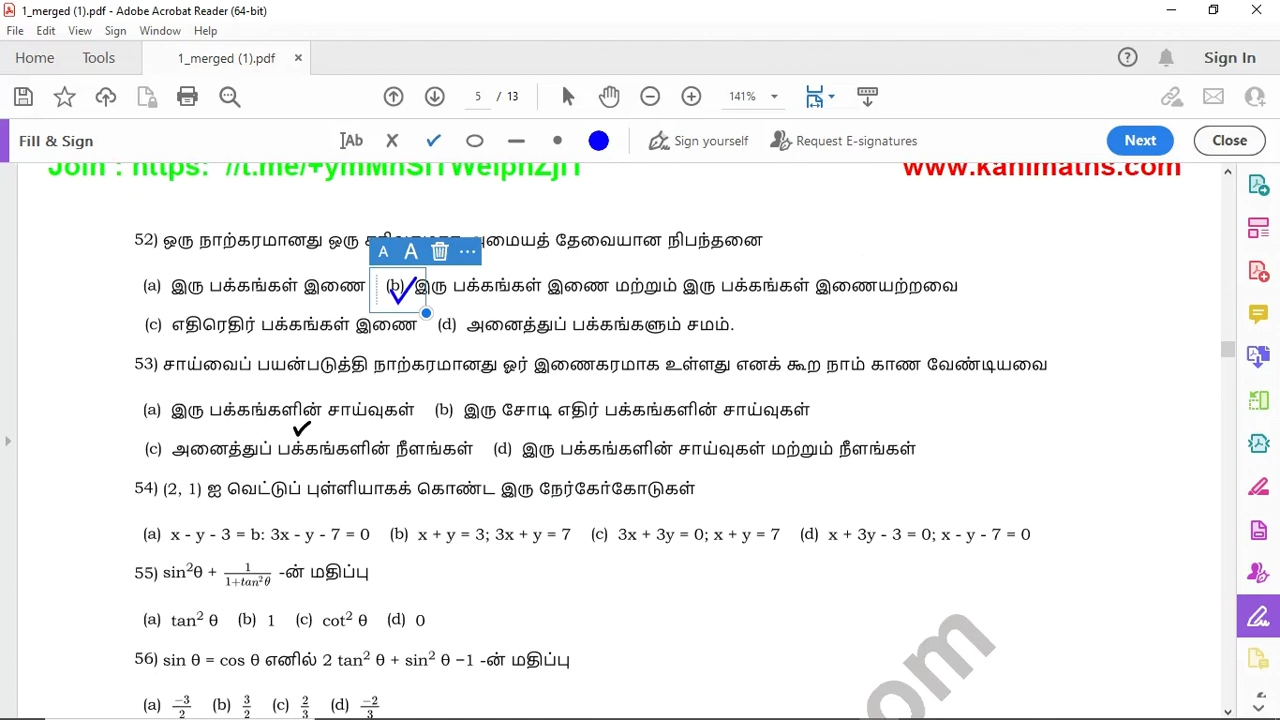 1_merged (1).pdf - Adobe Acrobat Reader (64-bit)
File Edit View Sign Window Help
Home Tools 1_merged (1).pdf Sign In
5 / 13 141%
Fill & Sign Ab Sign yourself Request E-signatures Next Close
www.kanimaths.com
52) ஒரு நாற்கரமானது ஒரு அமையத் தேவையான நிபந்தனை
(a) இரு பக்கங்கள் இணை (b) இரு பக்கங்கள் இணை மற்றும் இரு பக்கங்கள் இணையற்றவை
(c) எதிரெதிர் பக்கங்கள் இணை (d) அனைத்துப் பக்கங்களும் சமம்.
53) சாய்வைப் பயன்படுத்தி நாற்கரமானது ஓர் இணைகரமாக உள்ளது எனக் கூற நாம் காண வேண்டியவை
(a) இரு பக்கங்களின் சாய்வுகள் (b) இரு சோடி எதிர் பக்கங்களின் சாய்வுகள்
(c) அனைத்துப் பக்கங்களின் நீளங்கள் (d) இரு பக்கங்களின் சாய்வுகள் மற்றும் நீளங்கள்
54) (2, 1) ஐ வெட்டுப் புள்ளியாகக் கொண்ட இரு நேர்கேர்கோடுகள்
(a) x - y - 3 = b: 3x - y - 7 = 0 (b) x + y = 3; 3x + y = 7 (c) 3x + 3y = 0; x + y = 7 (d) x + 3y - 3 = 0; x - y - 7 = 0
55) sin²θ + 1/(1+tan²θ) -ன் மதிப்பு
(a) tan² θ (b) 1 (c) cot² θ (d) 0
56) sin θ = cos θ எனில் 2 tan² θ + sin² θ −1 -ன் மதிப்பு
(a) −3/2 (b) 3/2 (c) 2/3 (d) −2/3
om